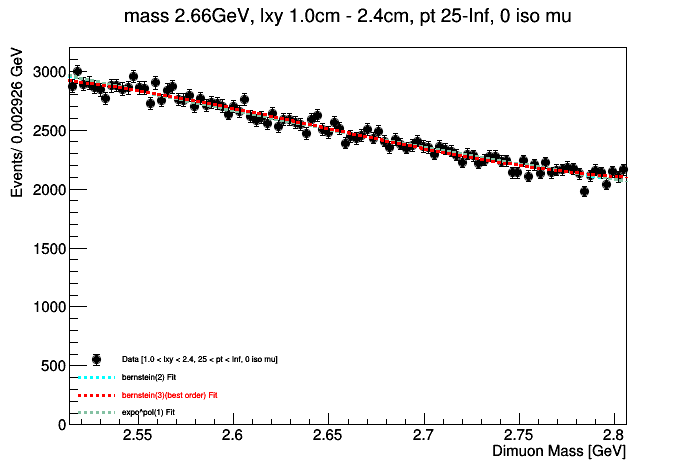 mass 2.66GeV, lxy 1.0cm - 2.4cm, pt 25-Inf, 0 iso mu
Events/ 0.002926 GeV
3000
2500
2000
1500
1000
500
0
Data [1.0 < lxy < 2.4, 25 < pt < Inf, 0 iso mu]
bernstein(2) Fit
bernstein(3)(best order) Fit
expo*pol(1) Fit
2.55 2.6 2.65 2.7 2.75 2.8
Dimuon Mass [GeV]